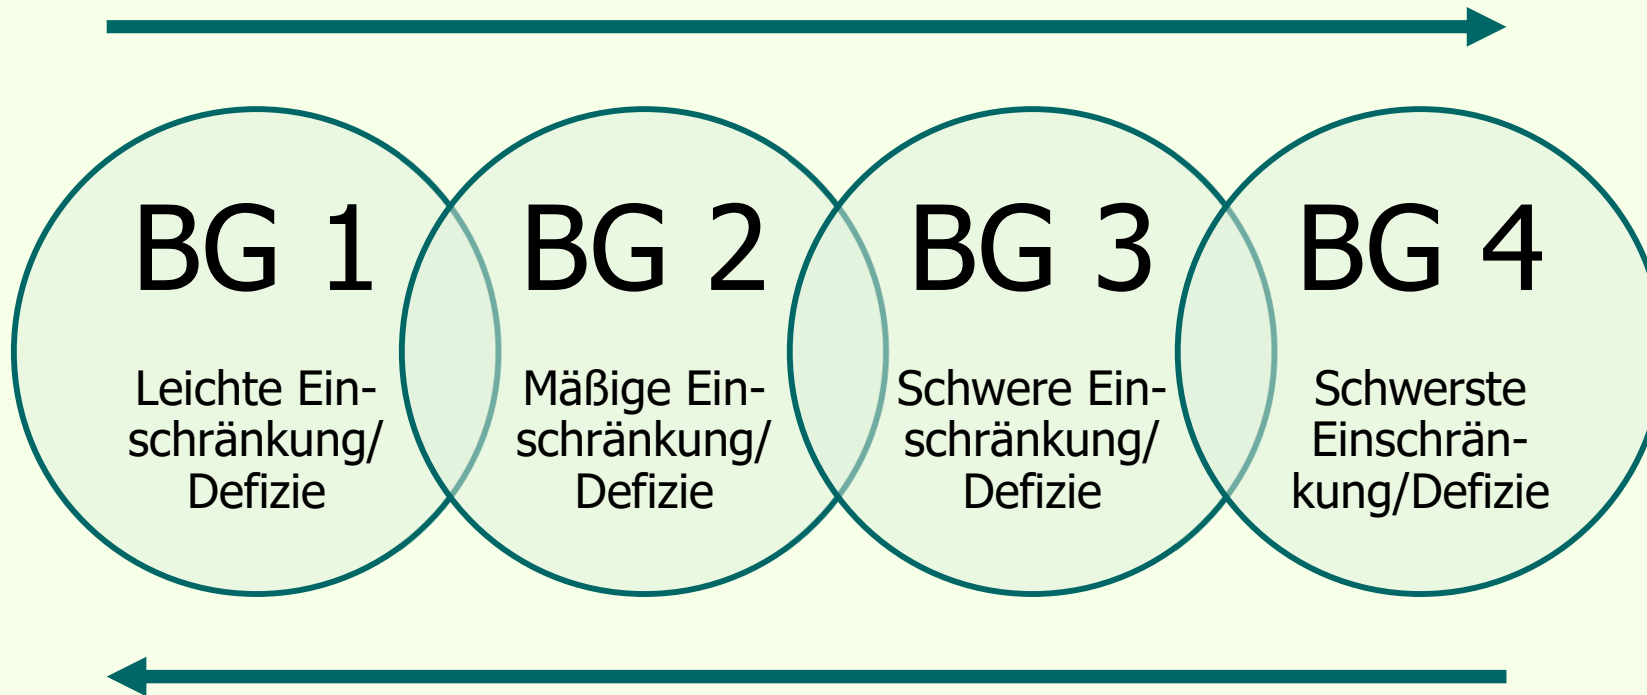 BG 1
Leichte Ein-
schränkung/
Defizie
BG 2
Mäßige Ein-
schränkung/
Defizie
BG 3
Schwere Ein-
schränkung/
Defizie
BG 4
Schwerste
Einschrän-
kung/Defizie